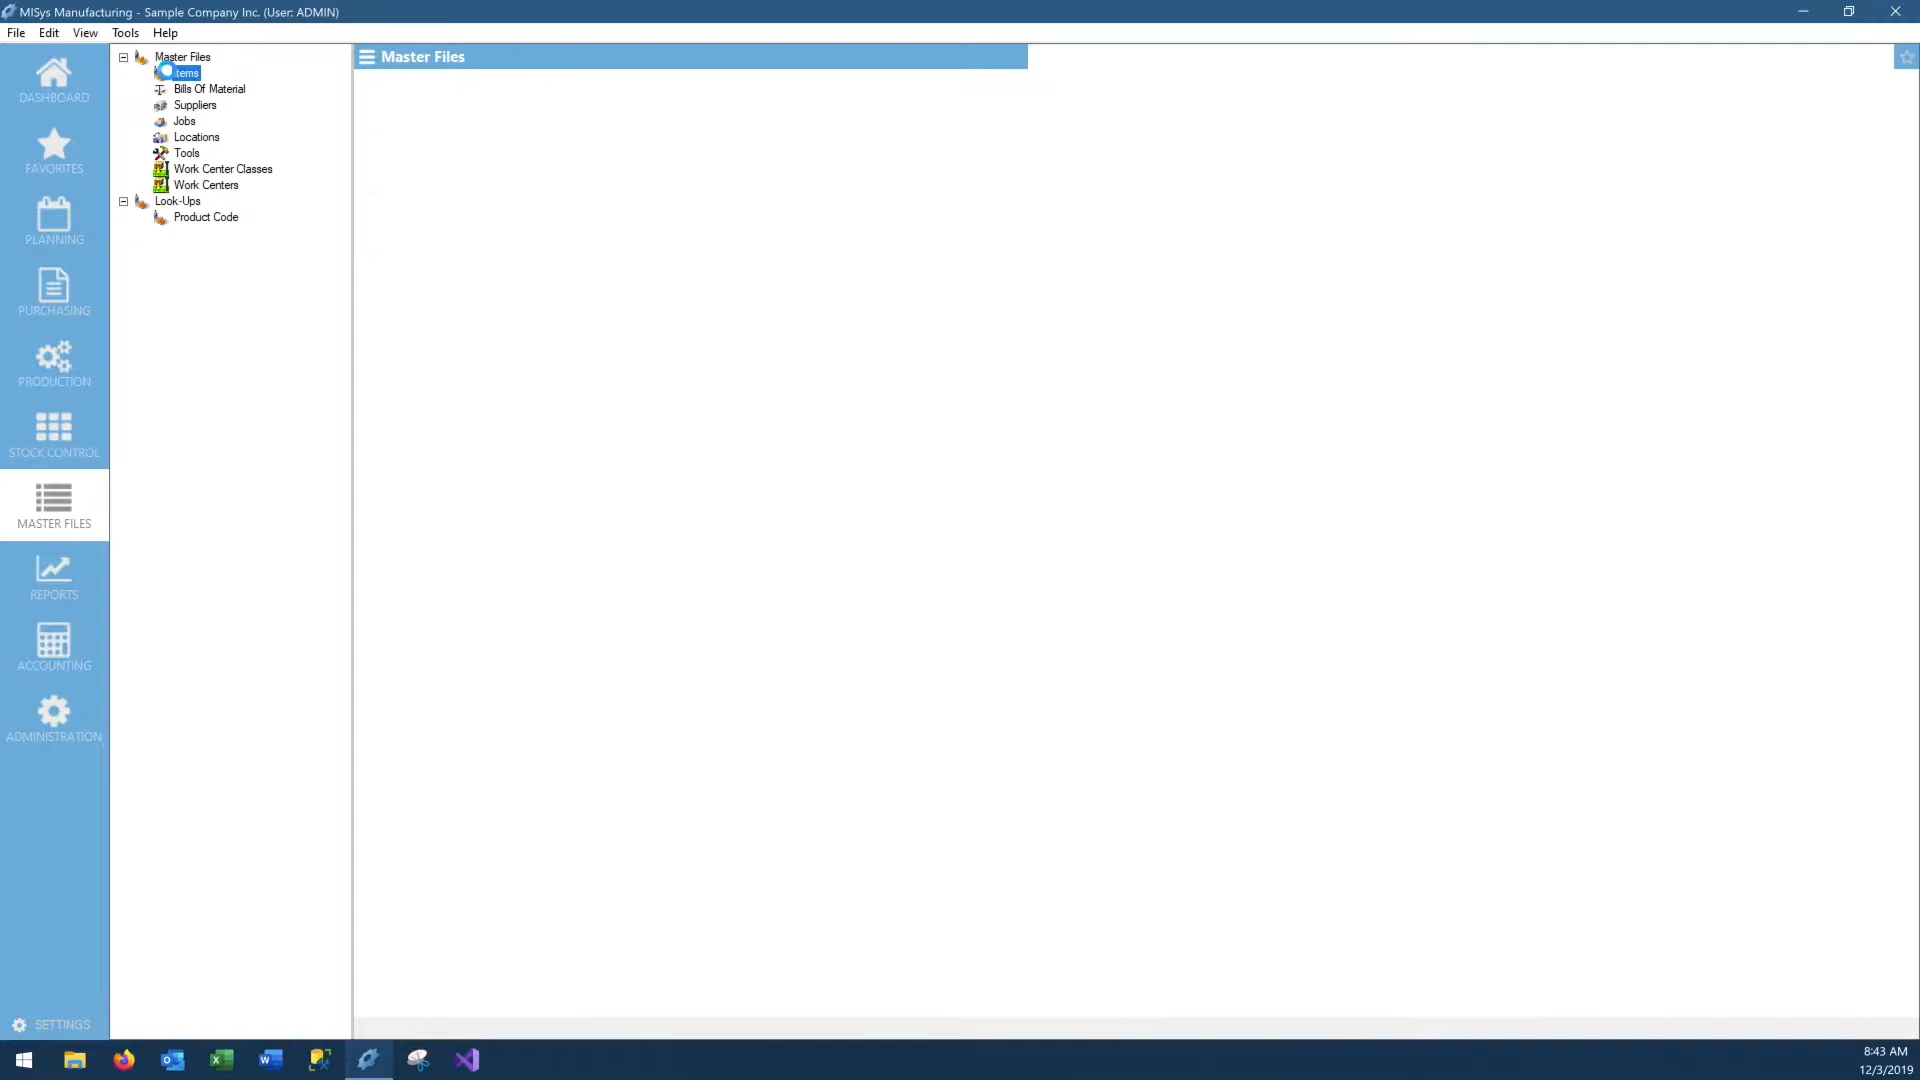 MISys Manufacturing - Sample Company Inc. (User: ADMIN)
File Edit View Tools Help
DASHBOARD
FAVORITES
PLANNING
PURCHASING
PRODUCTION
STOCK CONTROL
MASTER FILES
REPORTS
ACCOUNTING
ADMINISTRATION
SETTINGS
Master Files
Items
Bills Of Material
Suppliers
Jobs
Locations
Tools
Work Center Classes
Work Centers
Look-Ups
Product Code
Master Files
8:43 AM
12/3/2019